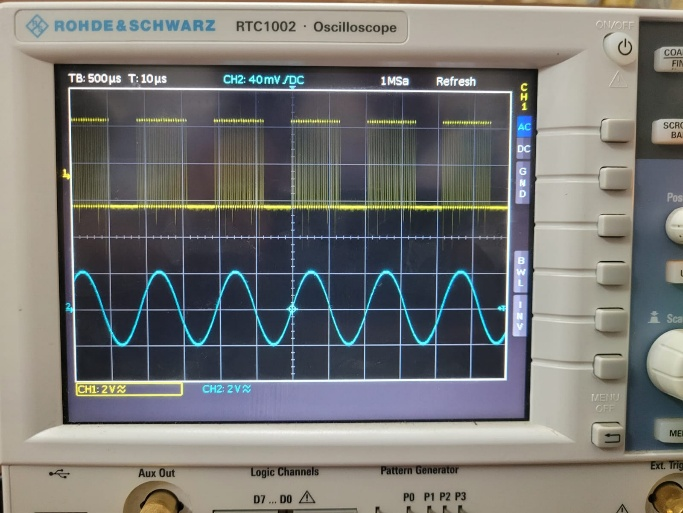 ROHDE & SCHWARZ RTC1002 · Oscilloscope
ON/OFF
TB: 500µs T: 10µs CH2: 40mV DC 1MSa Refresh
CH1
AC
DC
GND
BWL
INV
1
2
CH1: 2V CH2: 2V
MENU
OFF
Aux Out
Logic Channels
D7 ... D0
Pattern Generator
P0 P1 P2 P3
Ext. Trig